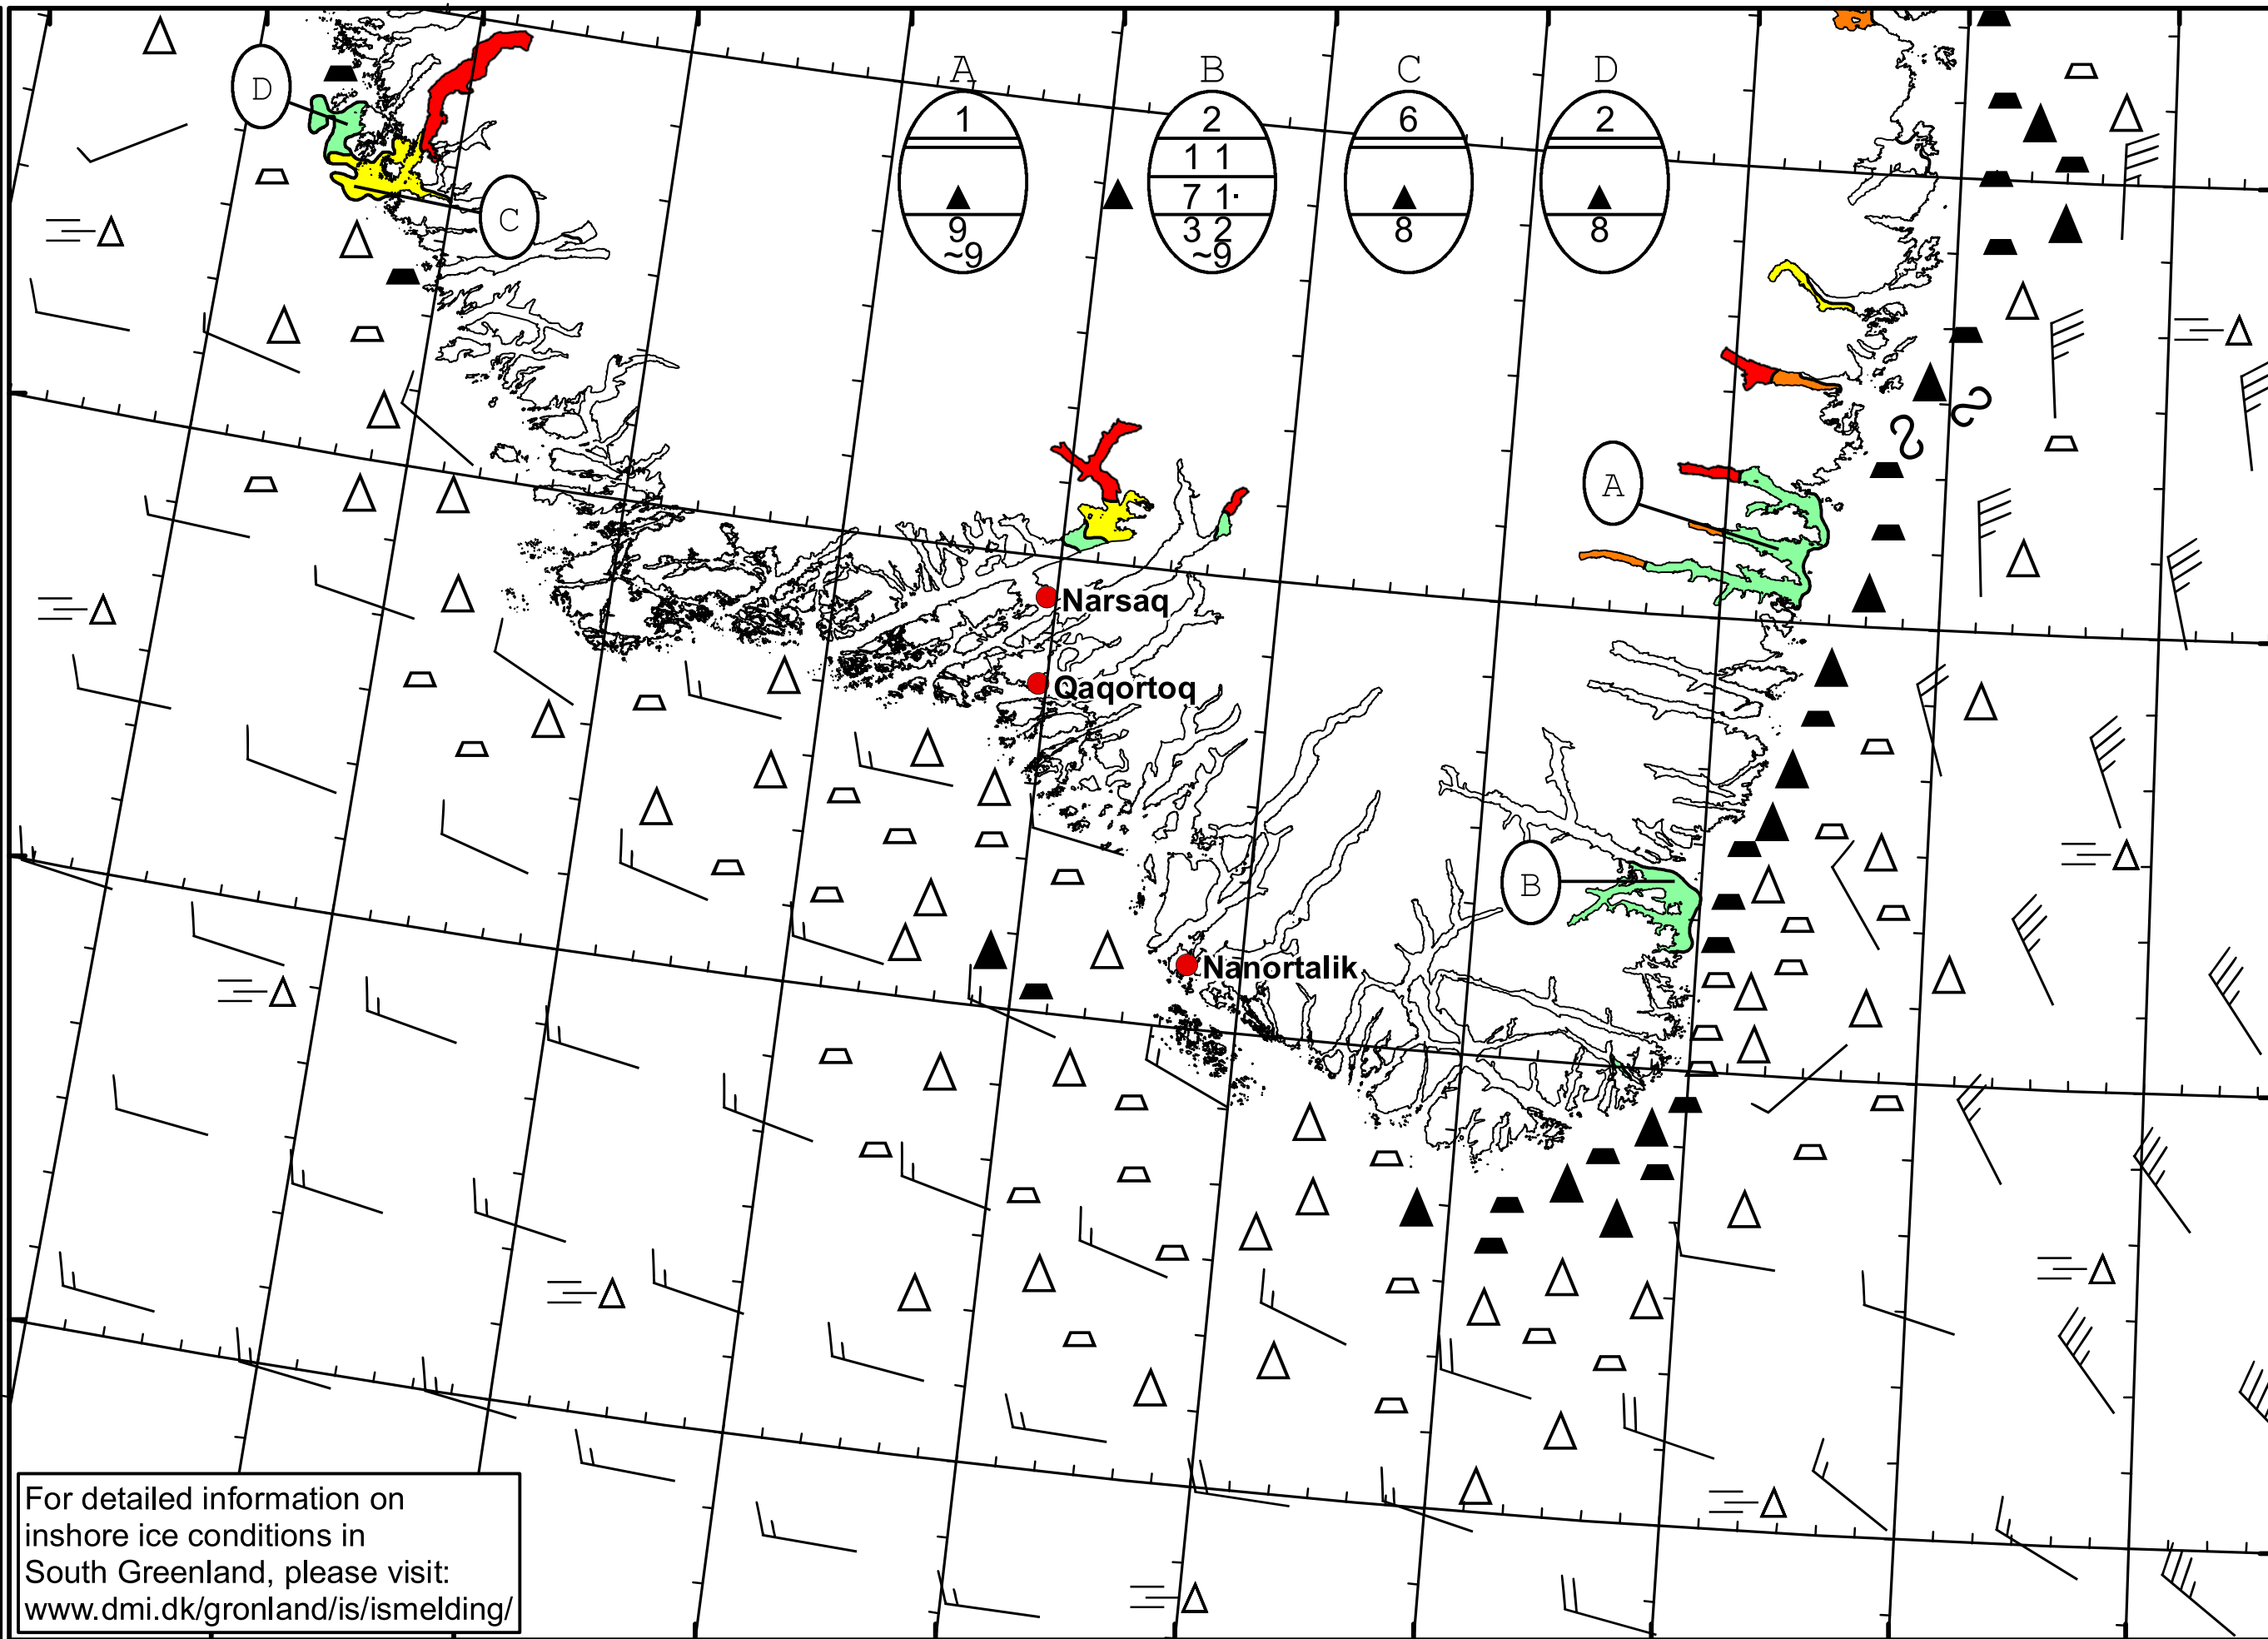 A B C D
1 2 6 2
1 1
7 1.
9 3 2 8 8
~9 ~9
D
C
A
Narsaq
Qaqortoq
B
Nanortalik
For detailed information on
inshore ice conditions in
South Greenland, please visit:
www.dmi.dk/gronland/is/ismelding/